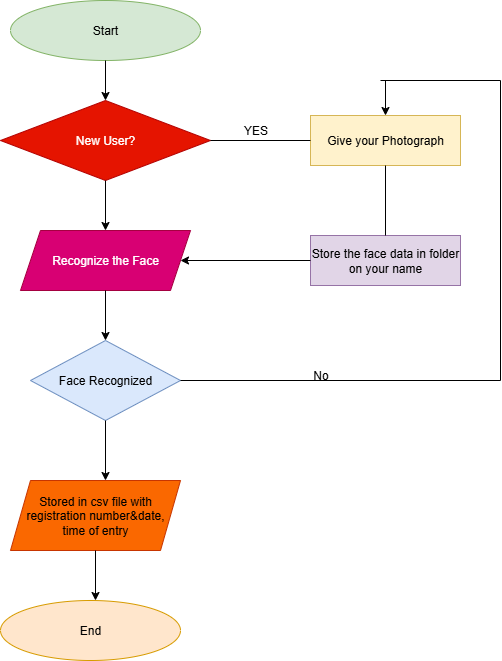 Start
New User?
YES
Give your Photograph
Recognize the Face
Store the face data in folder
on your name
Face Recognized
No
Stored in csv file with
registration number&date,
time of entry
End